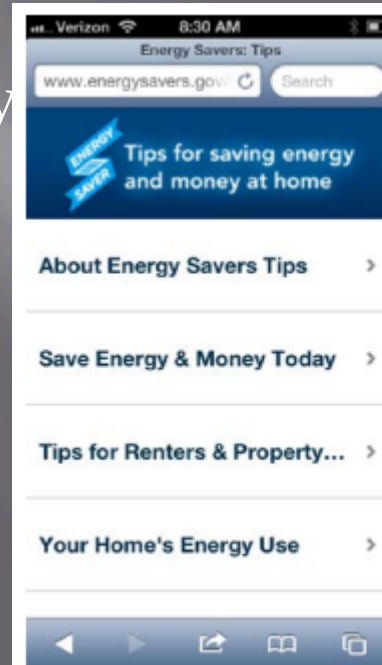 Verizon 8:30 AM
Energy Savers: Tips
www.energysavers.gov/ Search
ENERGY SAVER
Tips for saving energy
and money at home
About Energy Savers Tips
Save Energy & Money Today
Tips for Renters & Property...
Your Home's Energy Use